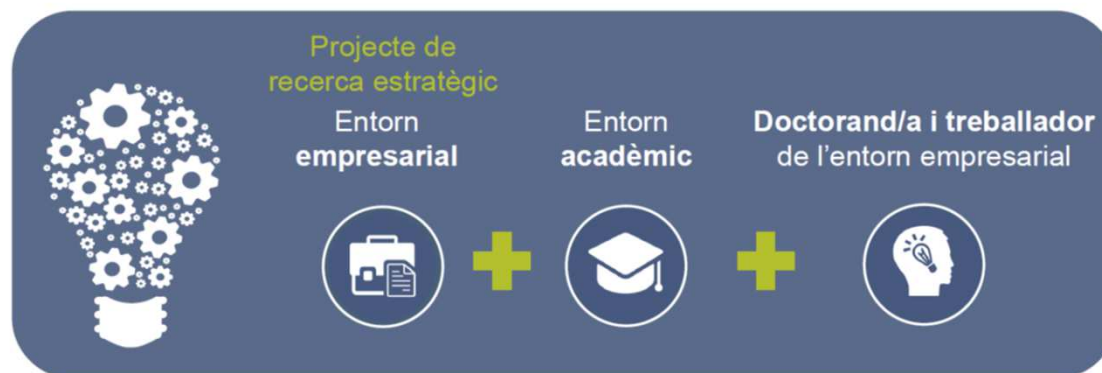 Projecte de
recerca estratègic
Entorn
empresarial
Entorn
acadèmic
Doctorand/a i treballador
de l'entorn empresarial